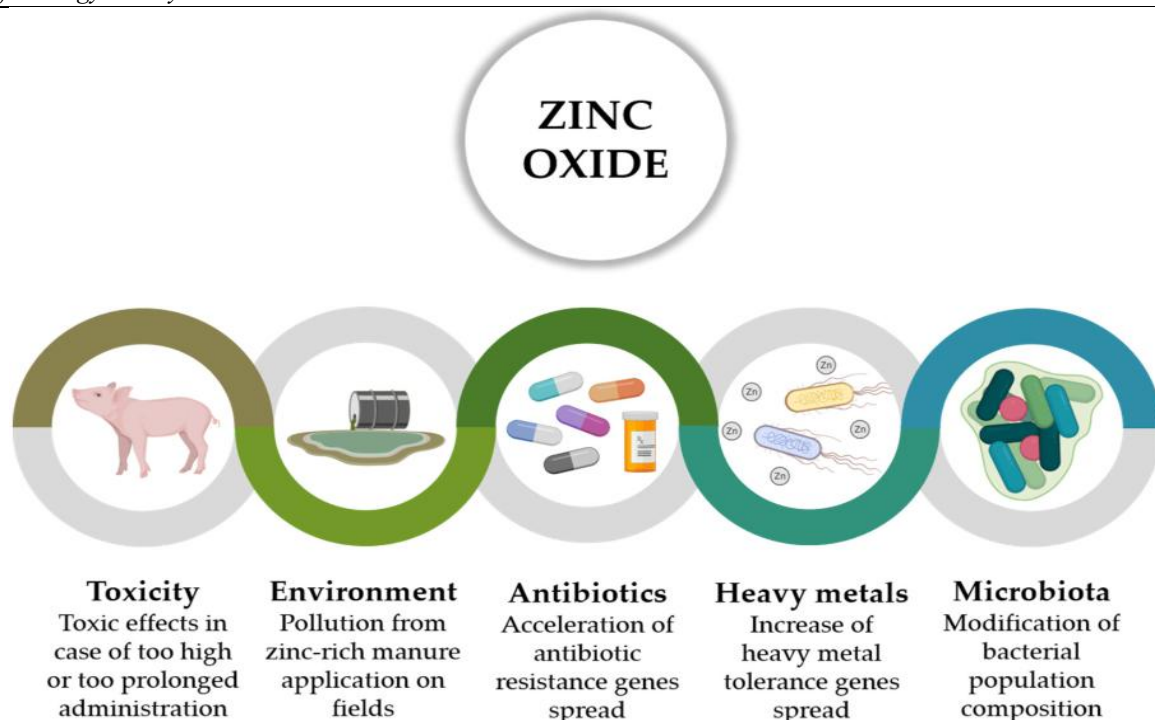 ZINC
OXIDE
Zn
Zn
Zn
Zn
Zn
Toxicity
Toxic effects in
case of too high
or too prolonged
administration
Environment
Pollution from
zinc-rich manure
application on
fields
Antibiotics
Acceleration of
antibiotic
resistance genes
spread
Heavy metals
Increase of
heavy metal
tolerance genes
spread
Microbiota
Modification of
bacterial
population
composition